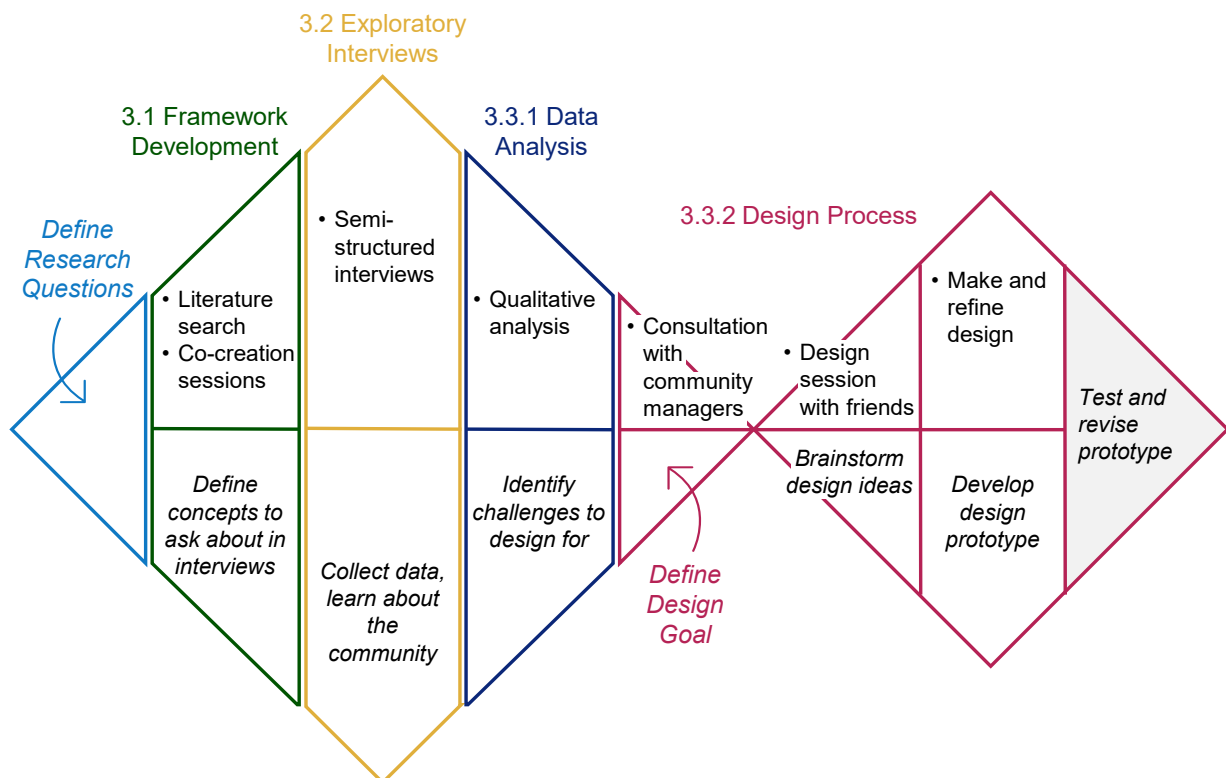 3.2 Exploratory
Interviews
3.1 Framework
Development
3.3.1 Data
Analysis
3.3.2 Design Process
Define
Research
Questions
• Literature
search
• Co-creation
sessions
Define
concepts to
ask about in
interviews
• Semi-
structured
interviews
Collect data,
learn about
the
community
• Qualitative
analysis
Identify
challenges to
design for
• Consultation
with
community
managers
Define
Design
Goal
• Design
session
with friends
Brainstorm
design ideas
• Make and
refine
design
Develop
design
prototype
Test and
revise
prototype